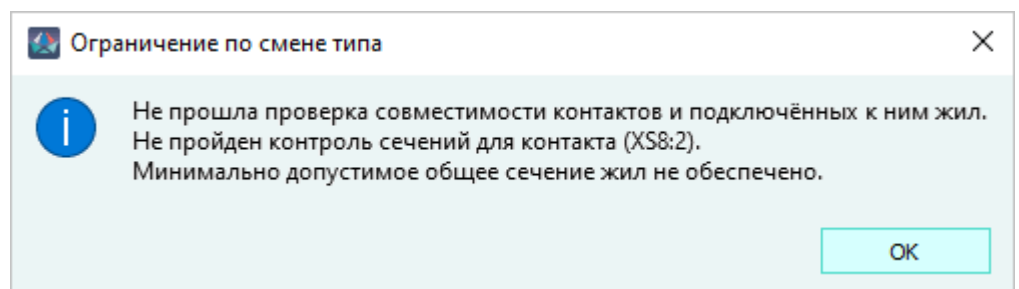 Ограничение по смене типа
Не прошла проверка совместимости контактов и подключённых к ним жил.
Не пройден контроль сечений для контакта (XS8:2).
Минимально допустимое общее сечение жил не обеспечено.
ОК